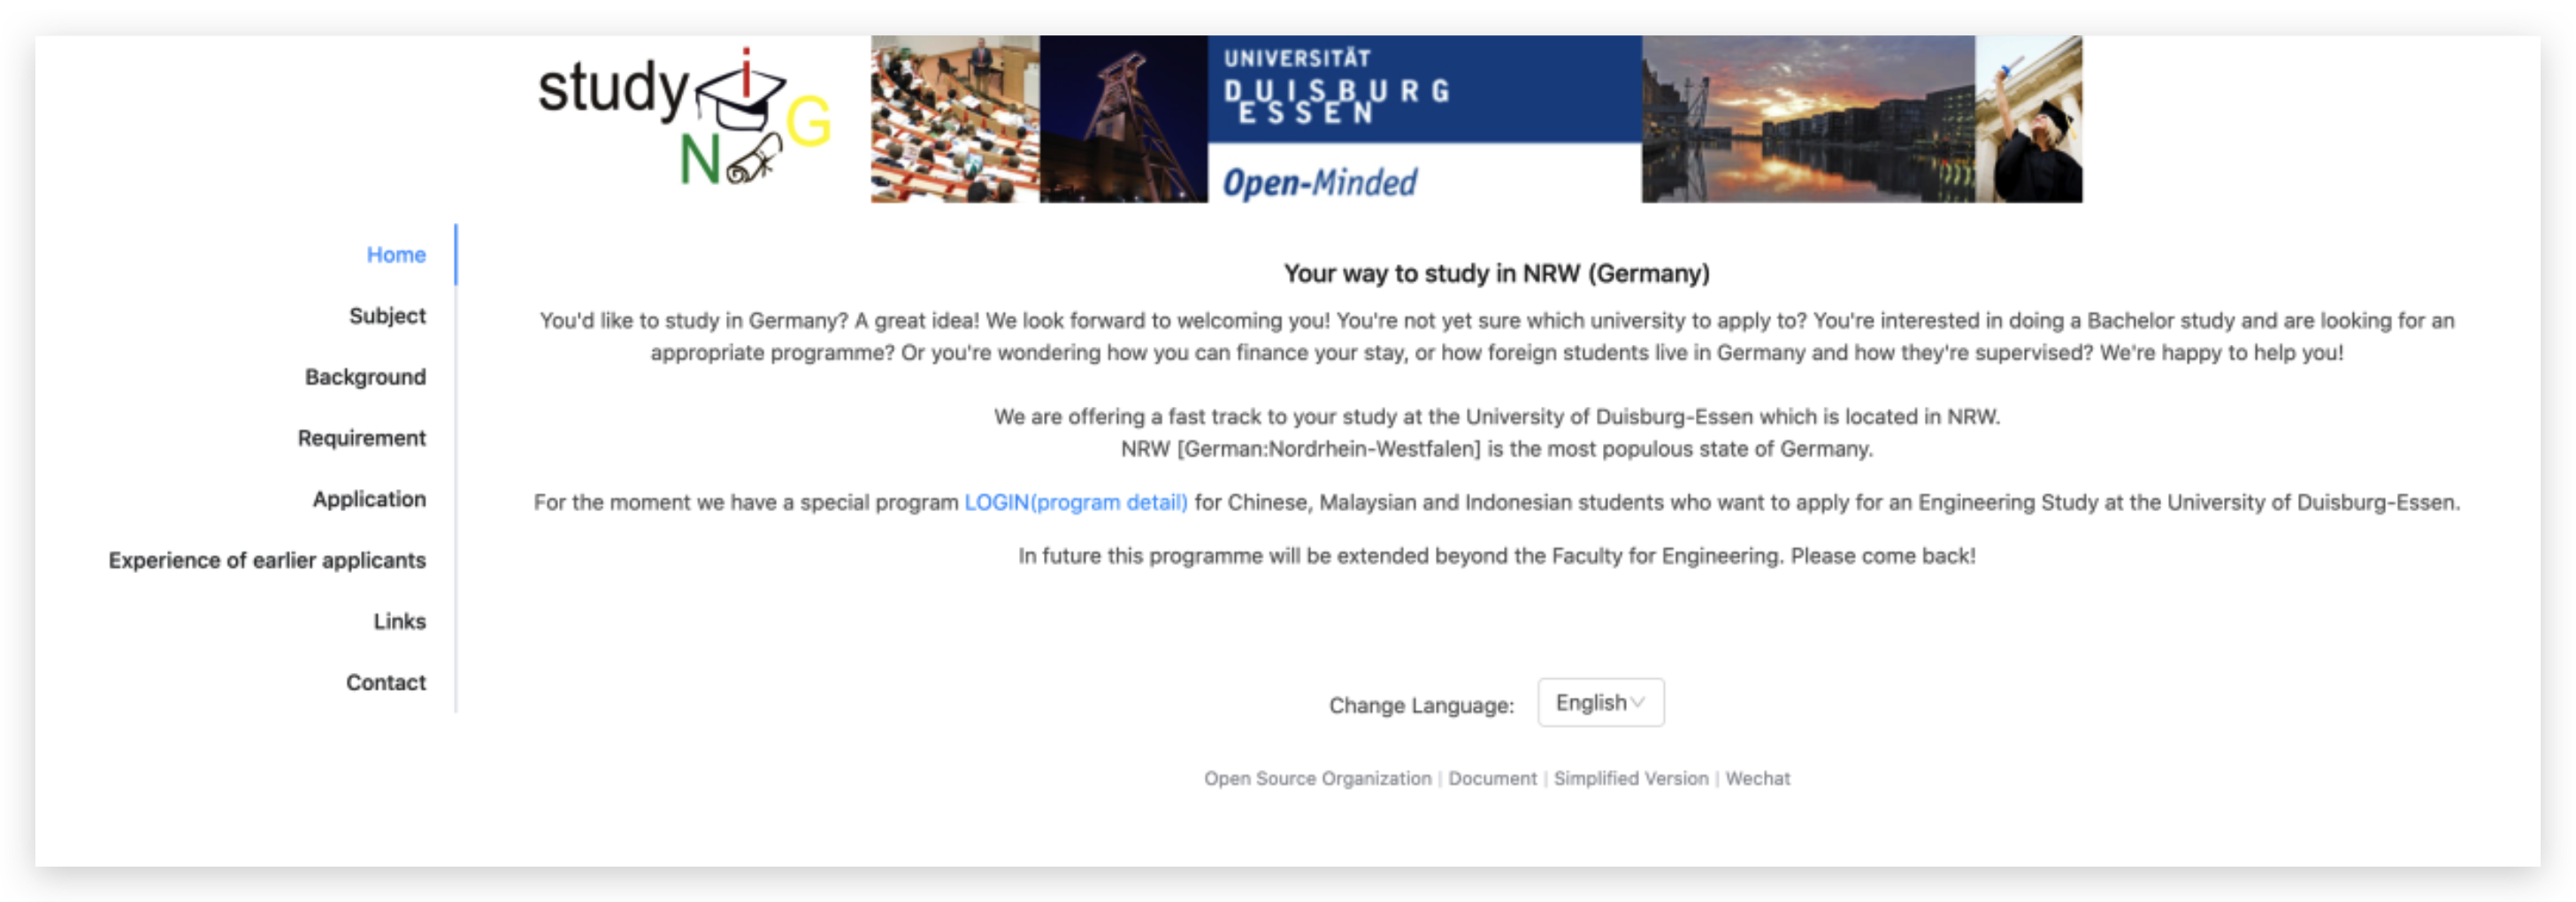 study i
N G
UNIVERSITÄT
DUISBURG
ESSEN
Open-Minded
Home
Subject
Background
Requirement
Application
Experience of earlier applicants
Links
Contact
Your way to study in NRW (Germany)
You'd like to study in Germany? A great idea! We look forward to welcoming you! You're not yet sure which university to apply to? You're interested in doing a Bachelor study and are looking for an
appropriate programme? Or you're wondering how you can finance your stay, or how foreign students live in Germany and how they're supervised? We're happy to help you!
We are offering a fast track to your study at the University of Duisburg-Essen which is located in NRW.
NRW [German:Nordrhein-Westfalen] is the most populous state of Germany.
For the moment we have a special program LOGIN(program detail) for Chinese, Malaysian and Indonesian students who want to apply for an Engineering Study at the University of Duisburg-Essen.
In future this programme will be extended beyond the Faculty for Engineering. Please come back!
Change Language: English
Open Source Organization | Document | Simplified Version | Wechat